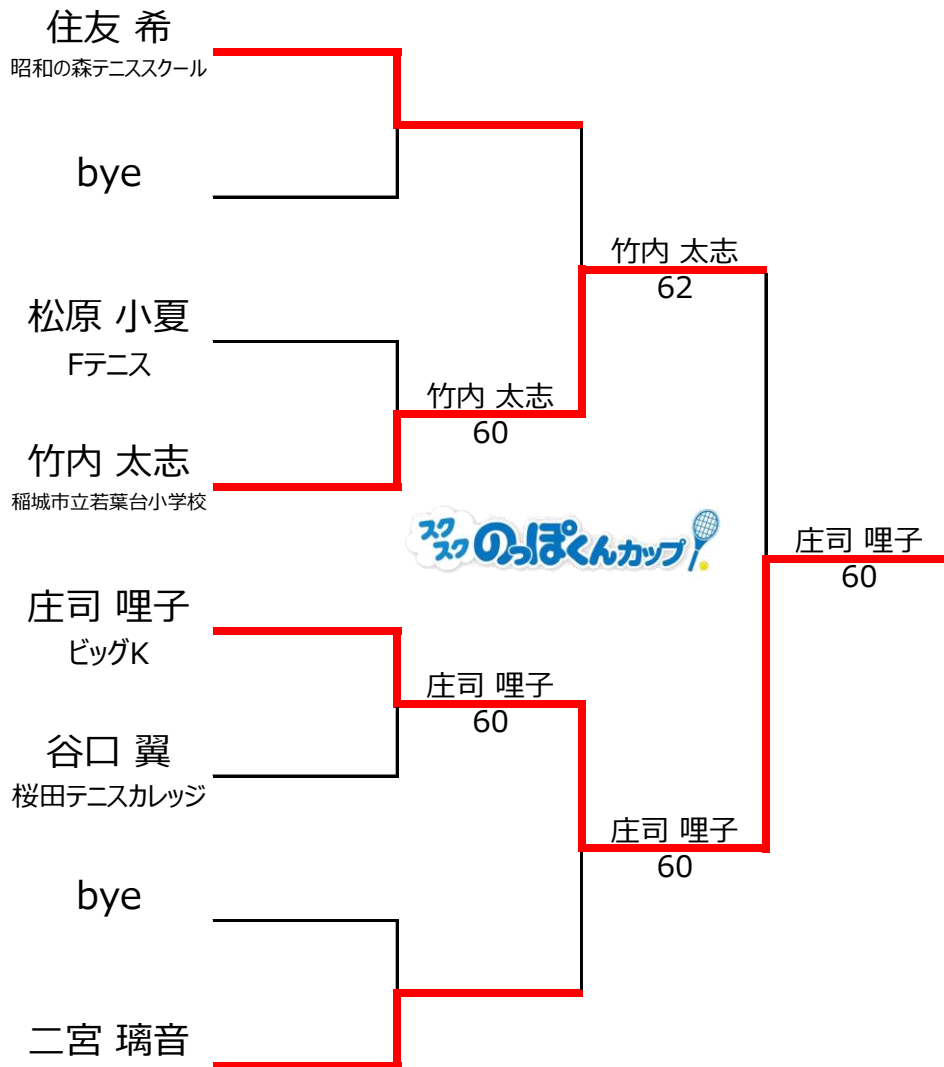 住友 希
昭和の森テニススクール
bye
松原 小夏
Fテニス
竹内 太志
稲城市立若葉台小学校
庄司 哩子
ビッグK
谷口 翼
桜田テニスカレッジ
bye
二宮 璃音
竹内 太志
60
庄司 哩子
60
竹内 太志
62
庄司 哩子
60
スクスク のっぽくんカップ
庄司 哩子
60